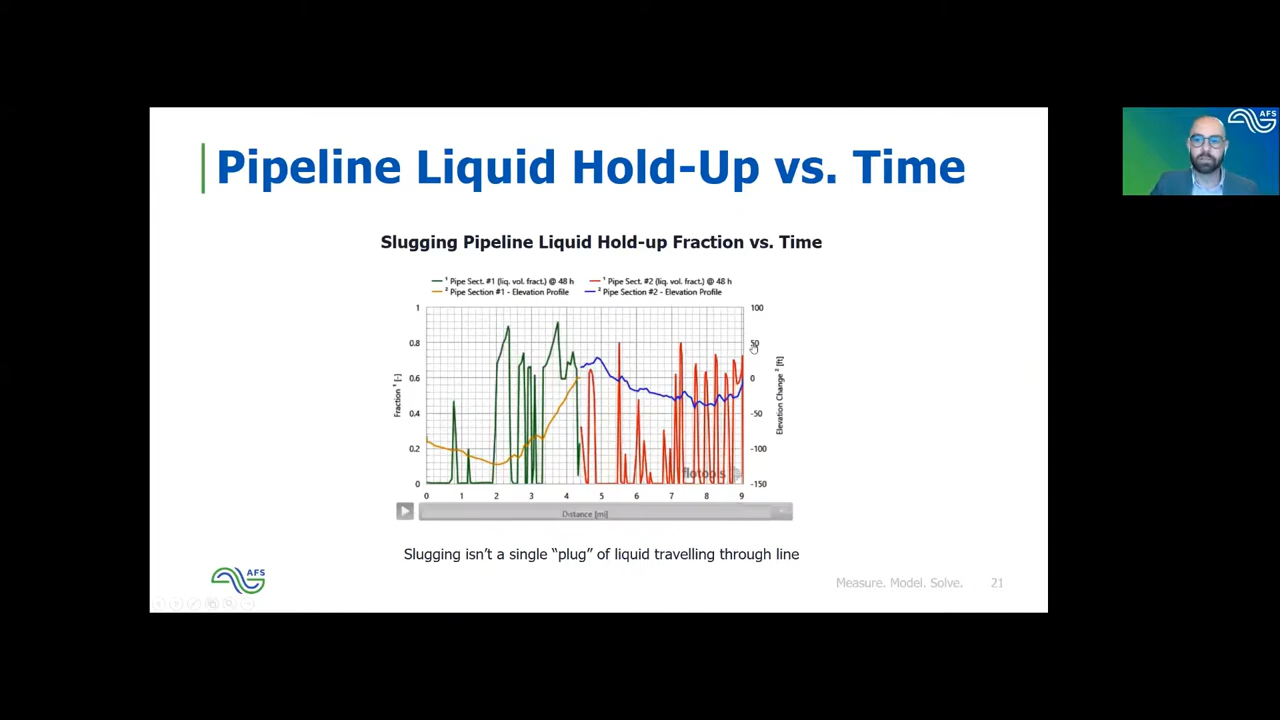 AFS
Pipeline Liquid Hold-Up vs. Time
Slugging Pipeline Liquid Hold-up Fraction vs. Time
¹ Pipe Sect. #1 (liq. vol. fract.) @ 48 h
¹ Pipe Sect. #2 (liq. vol. fract.) @ 48 h
² Pipe Section #1 - Elevation Profile
² Pipe Section #2 - Elevation Profile
1
0.8
0.6
0.4
0.2
0
Fraction ¹ [-]
100
50
0
-50
-100
-150
Elevation Change ² [ft]
flotools
0 1 2 3 4 5 6 7 8 9
Distance [mi]
Slugging isn’t a single “plug” of liquid travelling through line
AFS
Measure. Model. Solve. 21